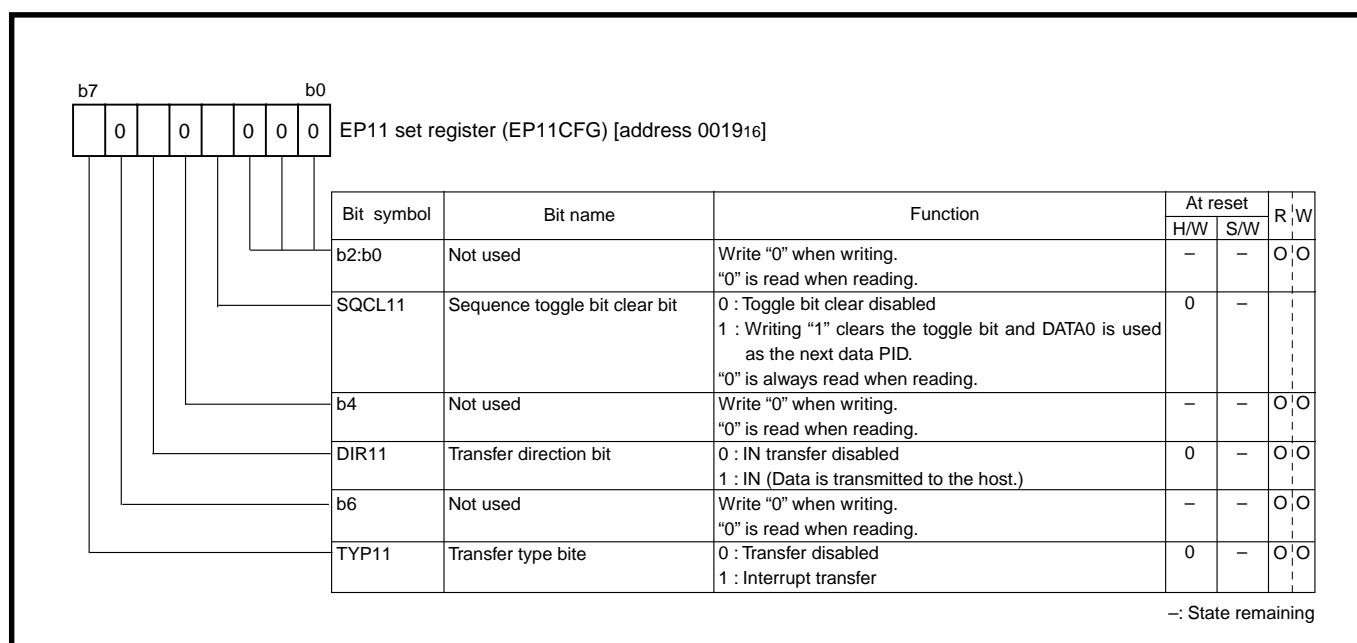 b7 b0
0 0 0 0 0 EP11 set register (EP11CFG) [address 001916]
Bit symbol Bit name Function At reset R W
H/W S/W
b2:b0 Not used Write “0” when writing. – – O O
“0” is read when reading.
SQCL11 Sequence toggle bit clear bit 0 : Toggle bit clear disabled 0 –
1 : Writing “1” clears the toggle bit and DATA0 is used
as the next data PID.
“0” is always read when reading.
b4 Not used Write “0” when writing. – – O O
“0” is read when reading.
DIR11 Transfer direction bit 0 : IN transfer disabled 0 – O O
1 : IN (Data is transmitted to the host.)
b6 Not used Write “0” when writing. – – O O
“0” is read when reading.
TYP11 Transfer type bite 0 : Transfer disabled 0 – O O
1 : Interrupt transfer
–: State remaining